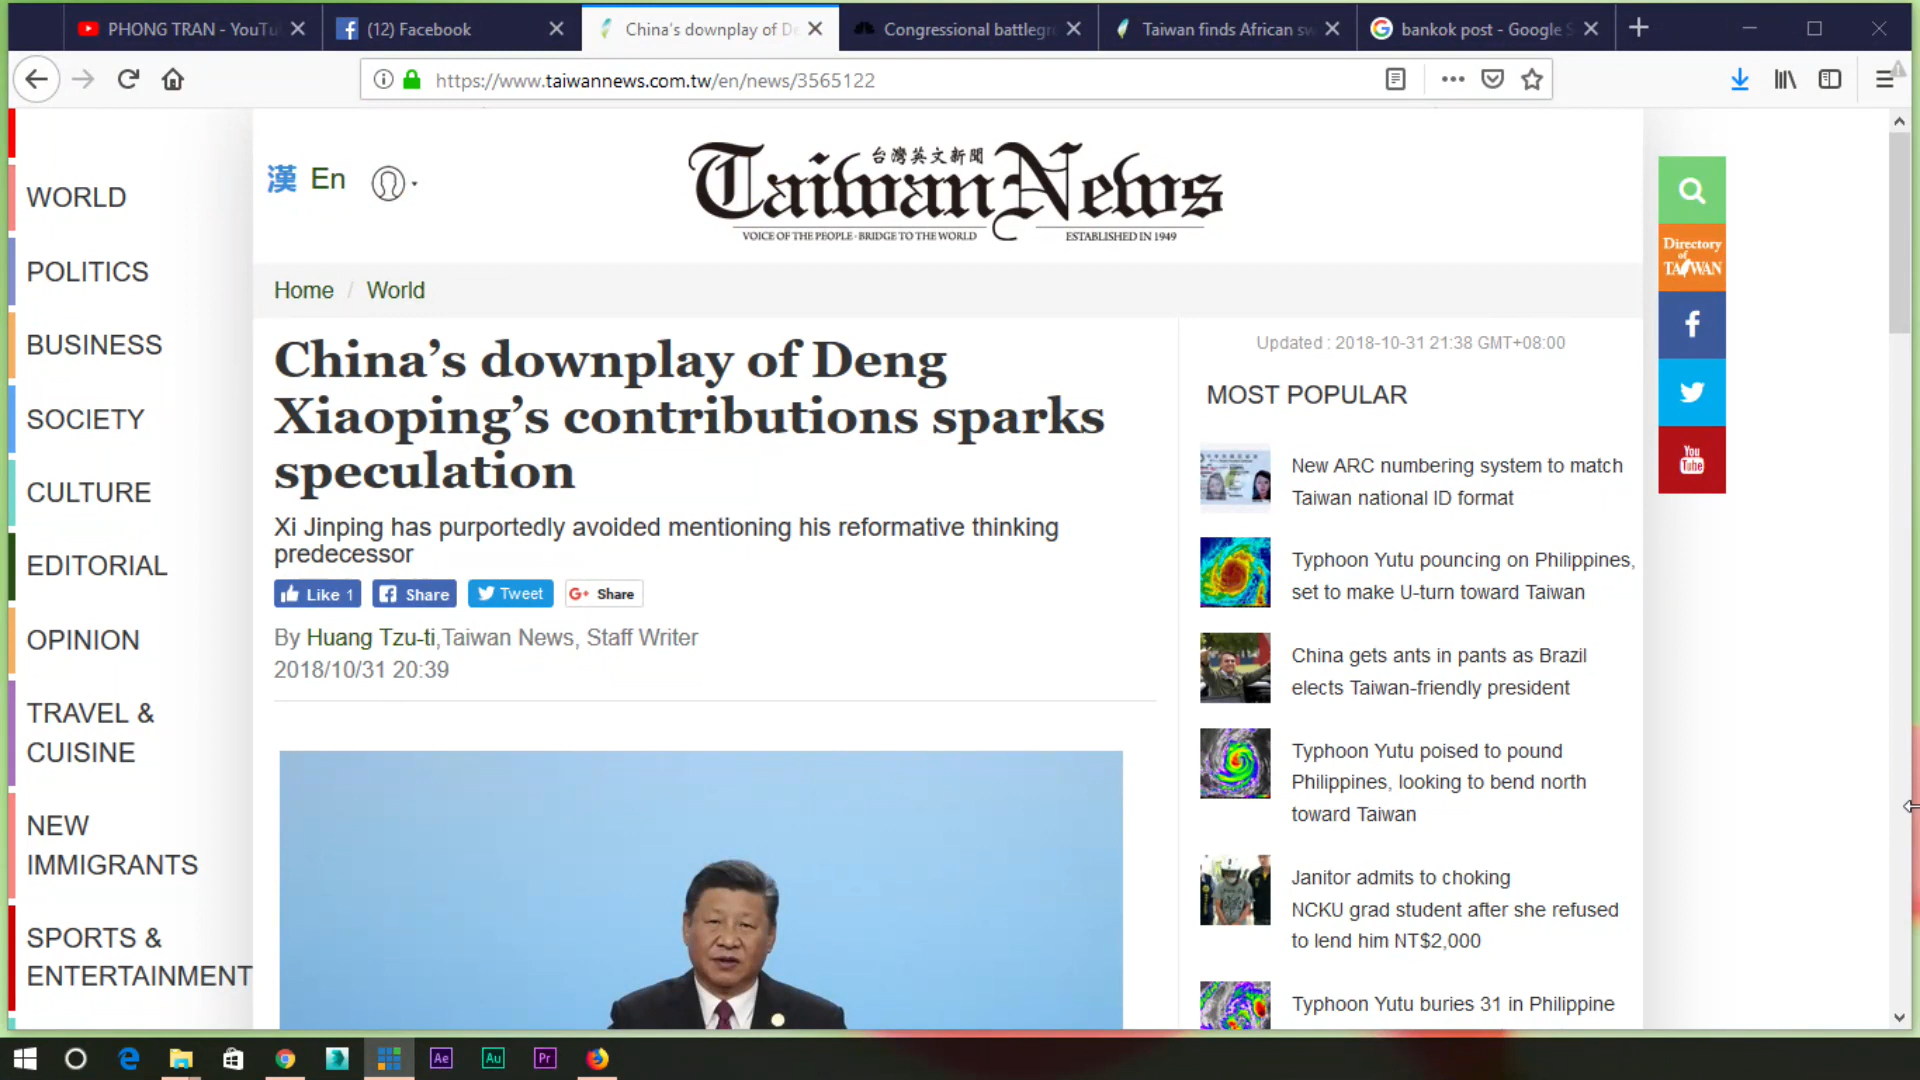 PHONG TRAN - YouTu
(12) Facebook
China's downplay of De
Congressional battlegr
Taiwan finds African sw
bankok post - Google S
https://www.taiwannews.com.tw/en/news/3565122
WORLD
POLITICS
BUSINESS
SOCIETY
CULTURE
EDITORIAL
OPINION
TRAVEL &
CUISINE
NEW
IMMIGRANTS
SPORTS &
ENTERTAINMENT
漢 En
台灣英文新聞
Taiwan News
VOICE OF THE PEOPLE · BRIDGE TO THE WORLD
ESTABLISHED IN 1949
Home / World
China’s downplay of Deng
Xiaoping’s contributions sparks
speculation
Xi Jinping has purportedly avoided mentioning his reformative thinking
predecessor
Like 1
Share
Tweet
G+ Share
By Huang Tzu-ti,Taiwan News, Staff Writer
2018/10/31 20:39
Updated : 2018-10-31 21:38 GMT+08:00
MOST POPULAR
New ARC numbering system to match
Taiwan national ID format
Typhoon Yutu pouncing on Philippines,
set to make U-turn toward Taiwan
China gets ants in pants as Brazil
elects Taiwan-friendly president
Typhoon Yutu poised to pound
Philippines, looking to bend north
toward Taiwan
Janitor admits to choking
NCKU grad student after she refused
to lend him NT$2,000
Typhoon Yutu buries 31 in Philippine
Directory
of
TAIWAN
You
Tube
Ae
Au
Pr